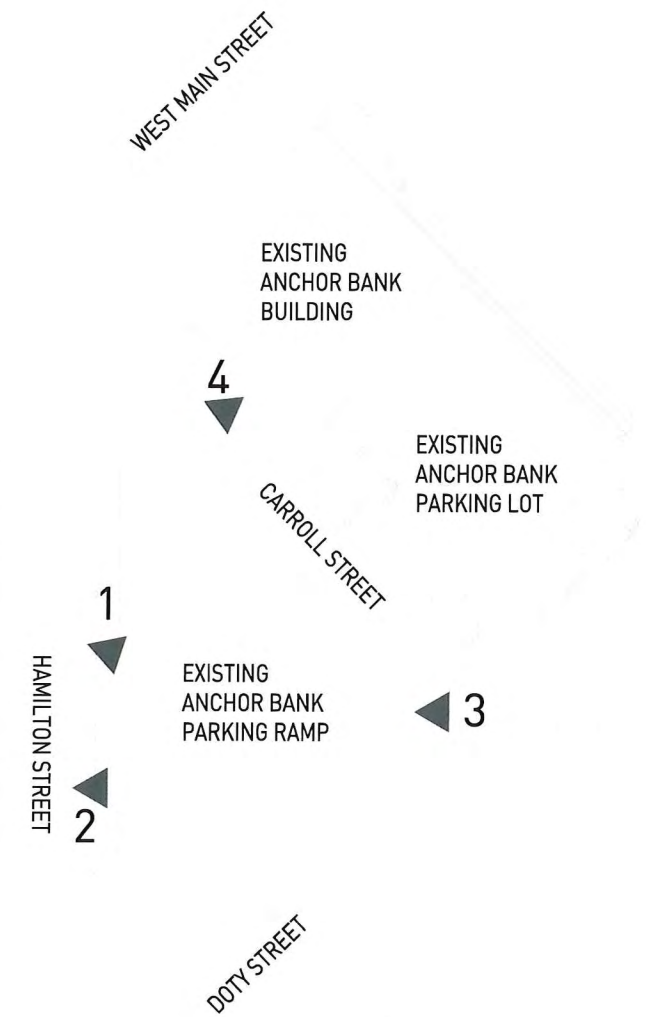 WEST MAIN STREET
EXISTING
ANCHOR BANK
BUILDING
4
EXISTING
ANCHOR BANK
PARKING LOT
CARROLL STREET
1
HAMILTON STREET
EXISTING
ANCHOR BANK
PARKING RAMP
3
2
DOTY STREET